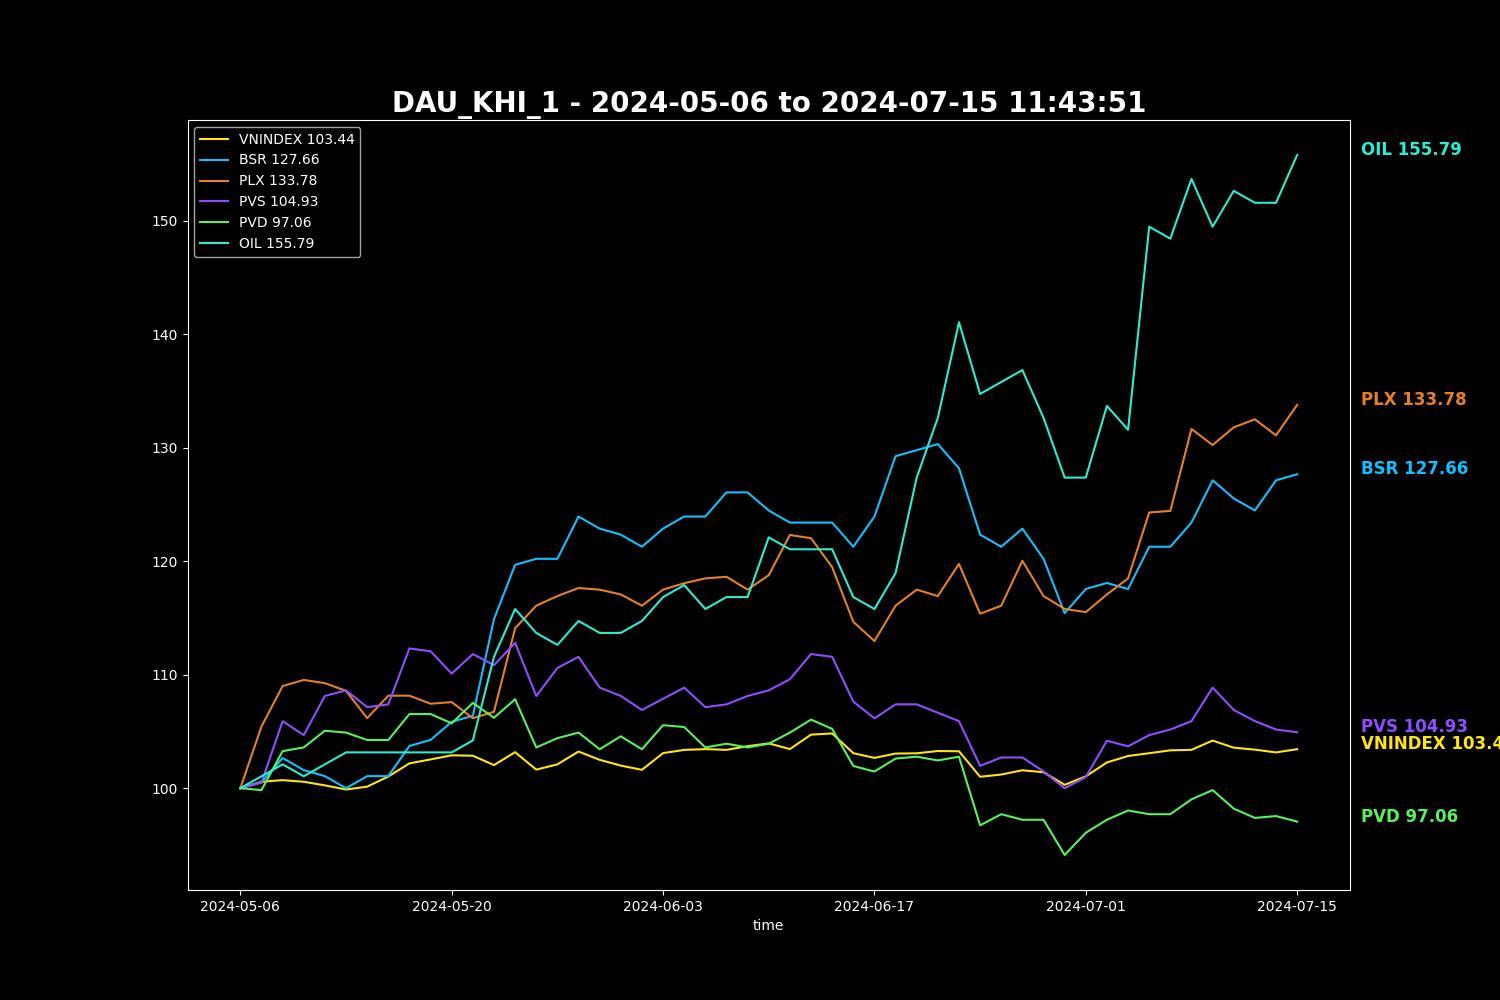 DAU_KHI_1 - 2024-05-06 to 2024-07-15 11:43:51
VNINDEX 103.44
BSR 127.66
PLX 133.78
PVS 104.93
PVD 97.06
OIL 155.79
150
140
130
120
110
100
OIL 155.79
PLX 133.78
BSR 127.66
PVS 104.93
VNINDEX 103.4
PVD 97.06
2024-05-06
2024-05-20
2024-06-03
2024-06-17
2024-07-01
2024-07-15
time